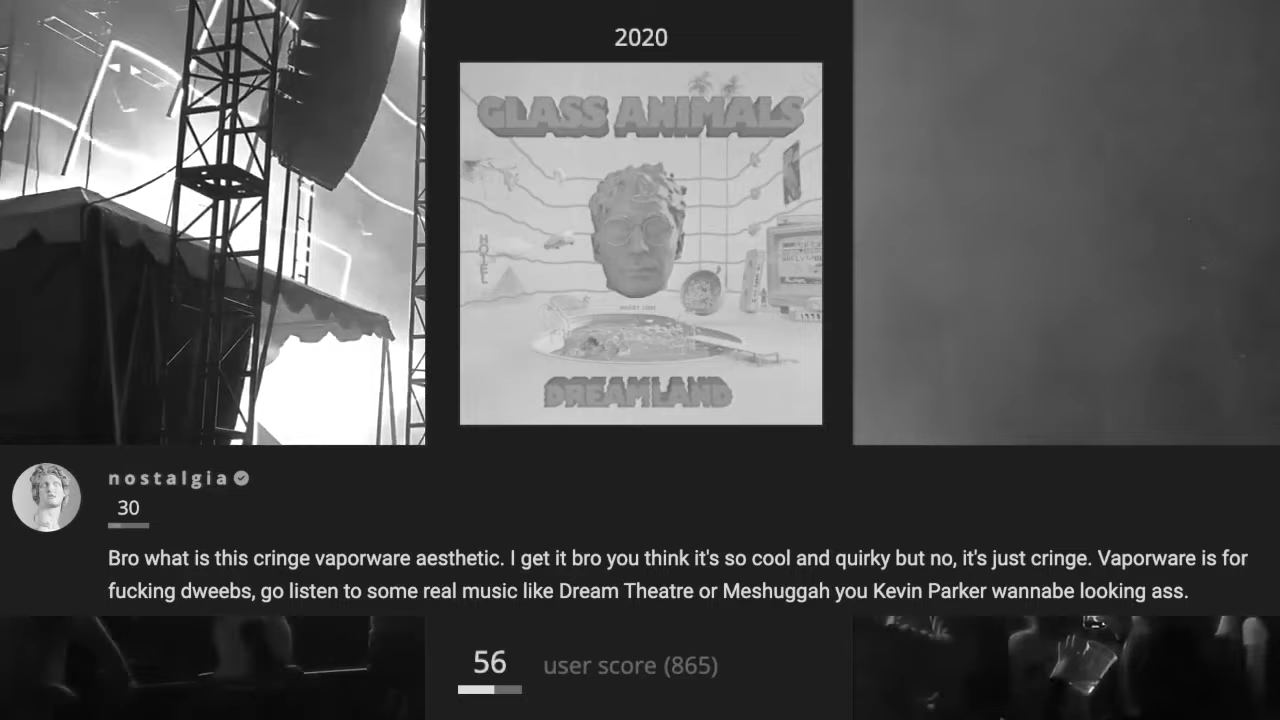 2020
GLASS ANIMALS
HOTEL
DREAMLAND
nostalgia
30
Bro what is this cringe vaporware aesthetic. I get it bro you think it's so cool and quirky but no, it's just cringe. Vaporware is for
fucking dweebs, go listen to some real music like Dream Theatre or Meshuggah you Kevin Parker wannabe looking ass.
56 user score (865)